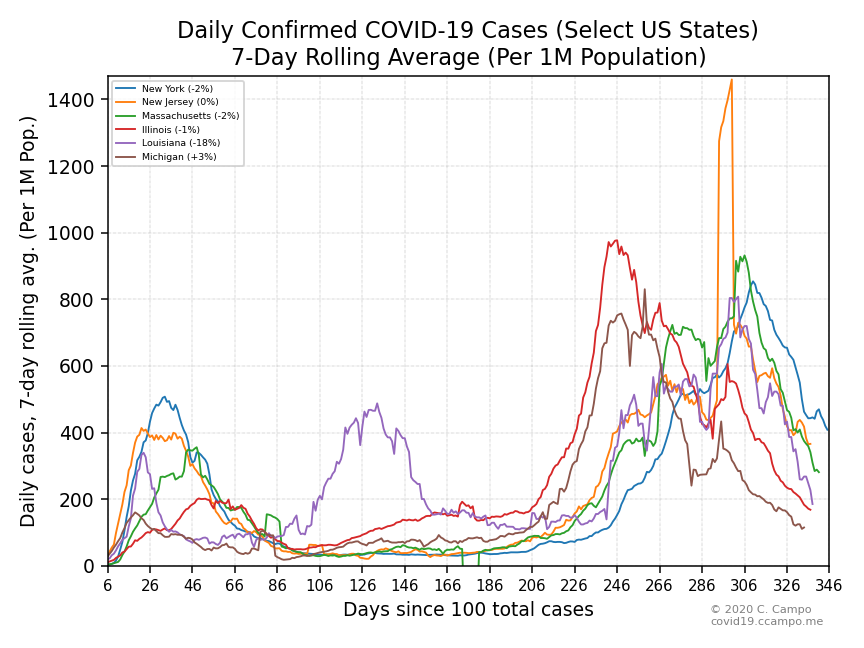 Daily Confirmed COVID-19 Cases (Select US States)
7-Day Rolling Average (Per 1M Population)
Daily cases, 7-day rolling avg. (Per 1M Pop.)
1400
1200
1000
800
600
400
200
0
New York (-2%)
New Jersey (0%)
Massachusetts (-2%)
Illinois (-1%)
Louisiana (-18%)
Michigan (+3%)
6 26 46 66 86 106 126 146 166 186 206 226 246 266 286 306 326 346
Days since 100 total cases
© 2020 C. Campo
covid19.ccampo.me